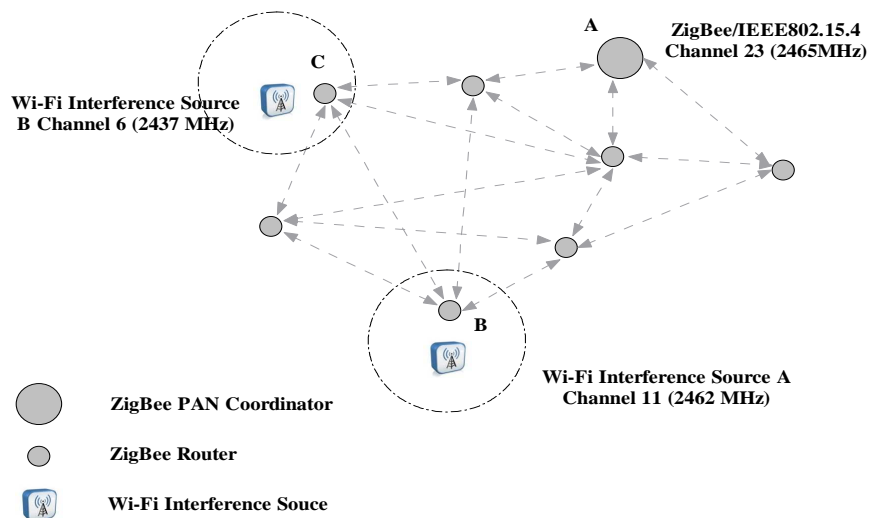 A
ZigBee/IEEE802.15.4
Channel 23 (2465MHz)
C
Wi-Fi Interference Source
B Channel 6 (2437 MHz)
B
Wi-Fi Interference Source A
Channel 11 (2462 MHz)
ZigBee PAN Coordinator
ZigBee Router
Wi-Fi Interference Souce